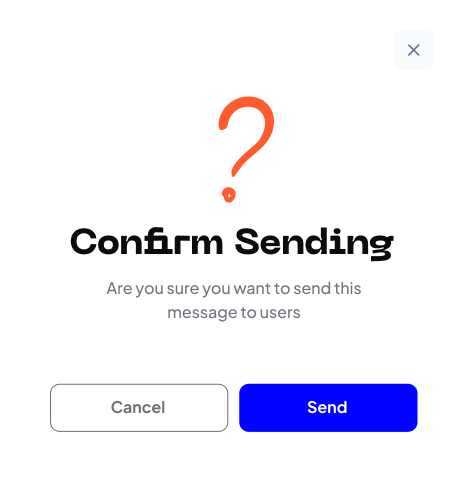 Confirm Sending
Are you sure you want to send this
message to users
Cancel
Send